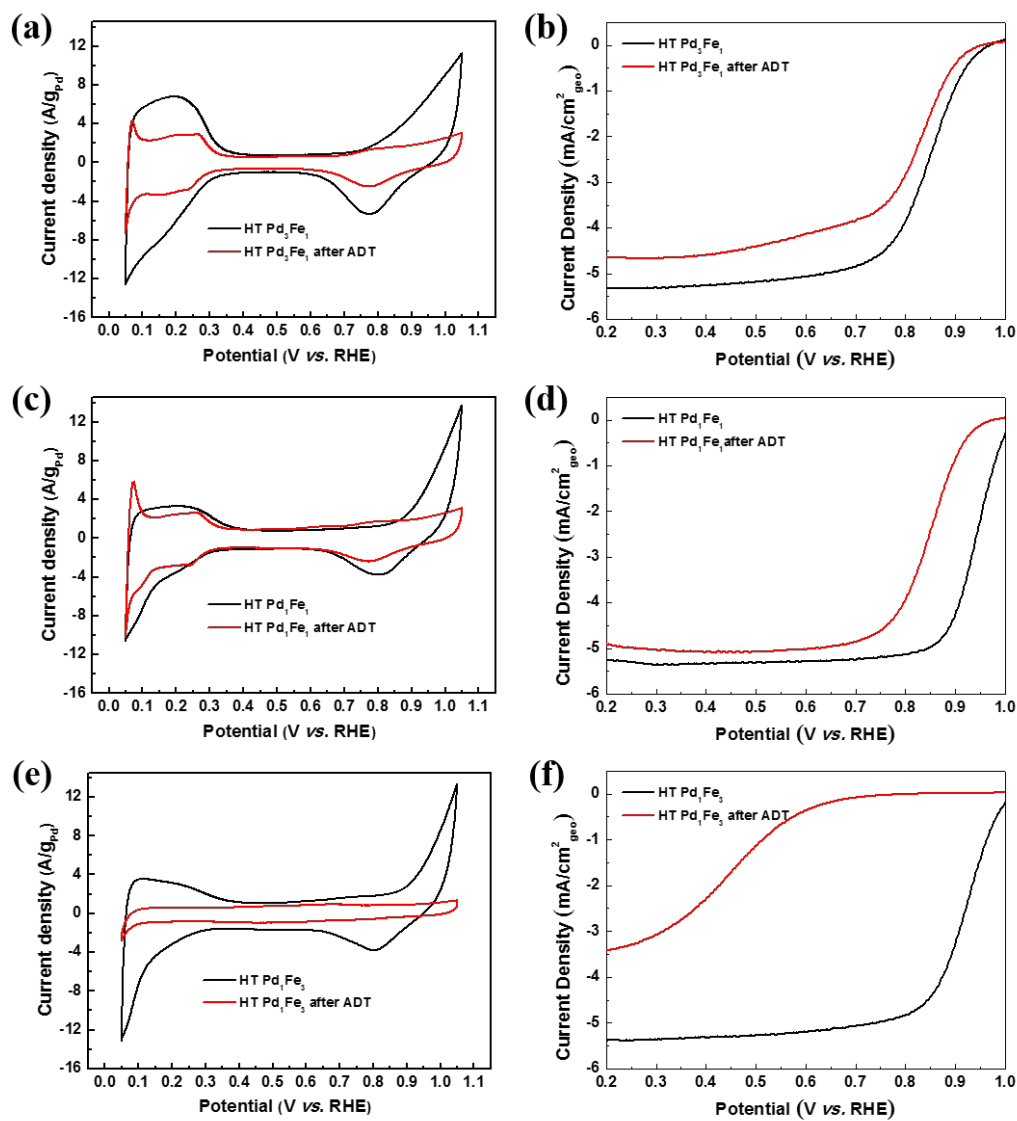 (a)
Current density (A/g_Pd)
12
8
4
0
-4
-8
-12
-16
HT Pd₃Fe₁
HT Pd₃Fe₁ after ADT
0.0 0.1 0.2 0.3 0.4 0.5 0.6 0.7 0.8 0.9 1.0 1.1
Potential (V vs. RHE)
(b)
Current Density (mA/cm²_geo)
0
-1
-2
-3
-4
-5
-6
HT Pd₃Fe₁
HT Pd₃Fe₁ after ADT
0.2 0.3 0.4 0.5 0.6 0.7 0.8 0.9 1.0
Potential (V vs. RHE)
(c)
Current density (A/g_Pd)
12
8
4
0
-4
-8
-12
-16
HT Pd₁Fe₁
HT Pd₁Fe₁ after ADT
0.0 0.1 0.2 0.3 0.4 0.5 0.6 0.7 0.8 0.9 1.0 1.1
Potential (V vs. RHE)
(d)
Current Density (mA/cm²_geo)
0
-1
-2
-3
-4
-5
-6
HT Pd₁Fe₁
HT Pd₁Fe₁after ADT
0.2 0.3 0.4 0.5 0.6 0.7 0.8 0.9 1.0
Potential (V vs. RHE)
(e)
Current density (A/g_Pd)
12
8
4
0
-4
-8
-12
-16
HT Pd₁Fe₃
HT Pd₁Fe₃ after ADT
0.0 0.1 0.2 0.3 0.4 0.5 0.6 0.7 0.8 0.9 1.0 1.1
Potential (V vs. RHE)
(f)
Current Density (mA/cm²_geo)
0
-1
-2
-3
-4
-5
-6
HT Pd₁Fe₃
HT Pd₁Fe₃ after ADT
0.2 0.3 0.4 0.5 0.6 0.7 0.8 0.9 1.0
Potential (V vs. RHE)